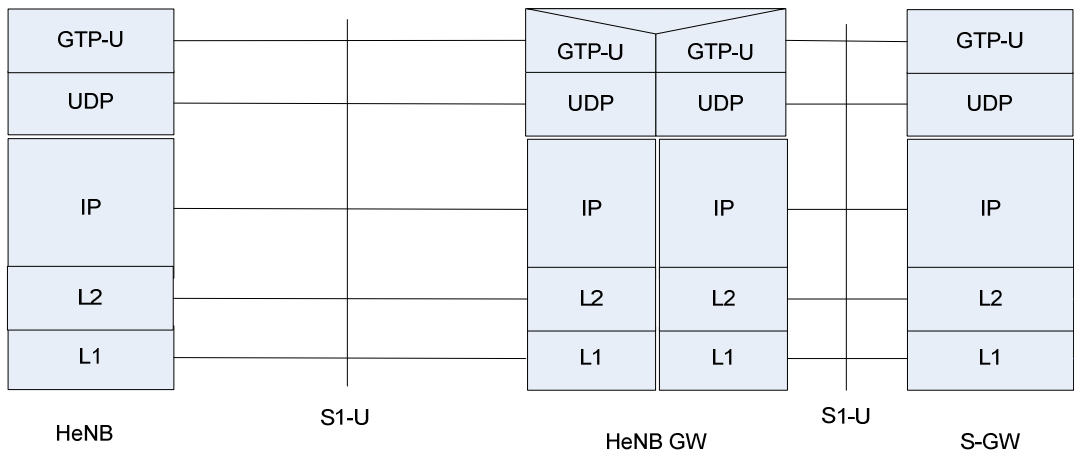 GTP-U
UDP
IP
L2
L1
HeNB
S1-U
GTP-U GTP-U
UDP UDP
IP IP
L2 L2
L1 L1
HeNB GW
S1-U
GTP-U
UDP
IP
L2
L1
S-GW